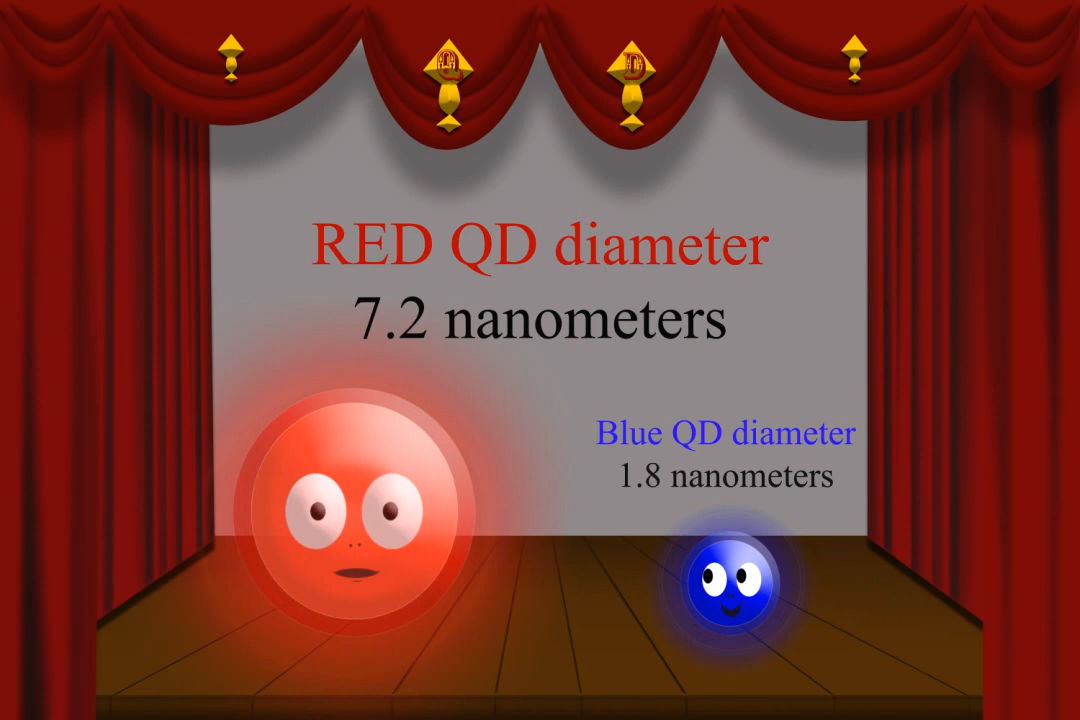 Q D
RED QD diameter
7.2 nanometers
Blue QD diameter
1.8 nanometers